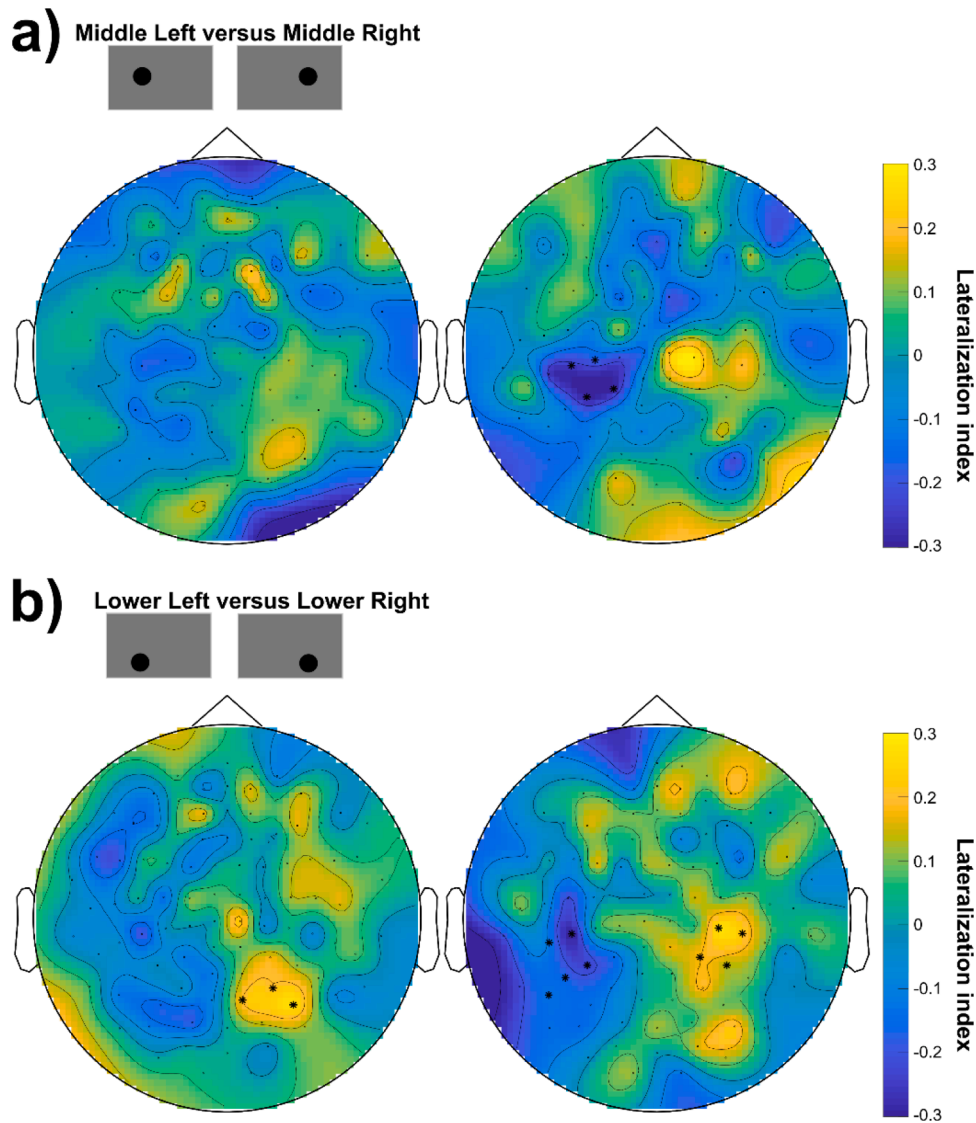 a)
Middle Left versus Middle Right
0.3
0.2
0.1
0
-0.1
-0.2
-0.3
Lateralization index
b)
Lower Left versus Lower Right
0.3
0.2
0.1
0
-0.1
-0.2
-0.3
Lateralization index